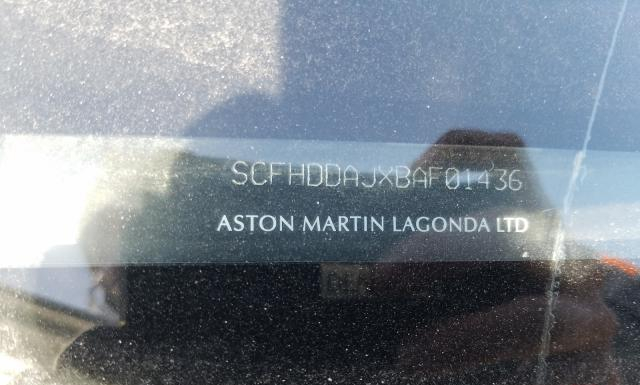 SCFHDDAJXBAF01436
ASTON MARTIN LAGONDA LTD